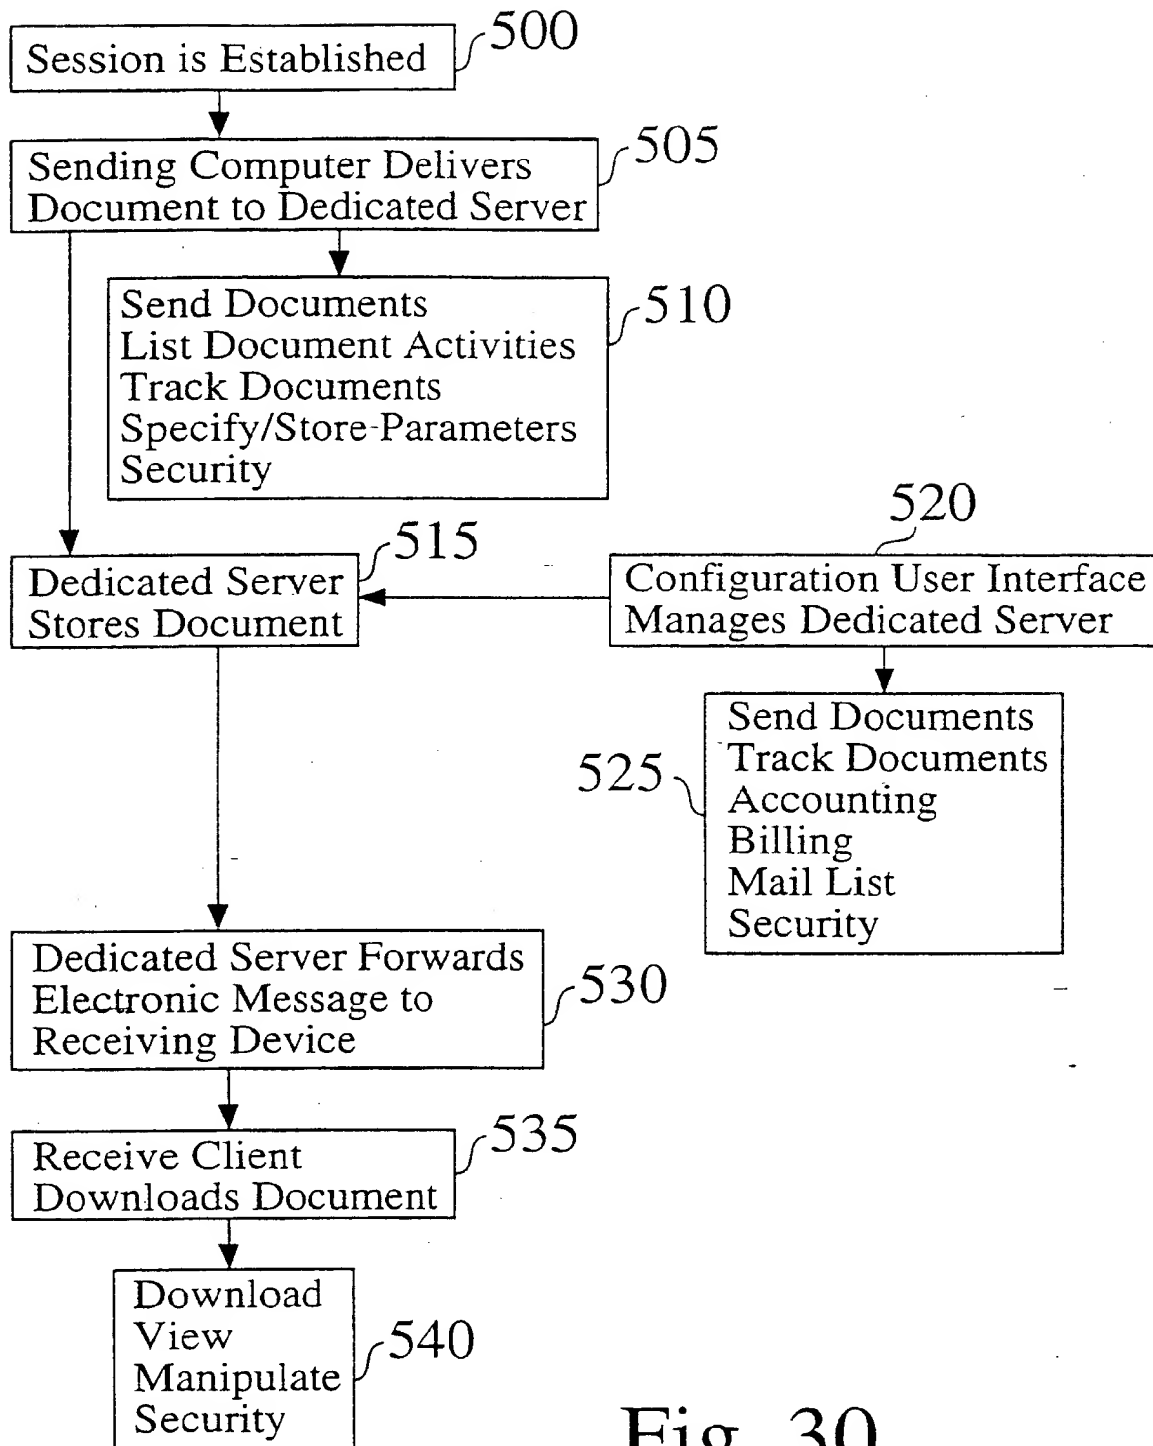 500
Session is Established
505
Sending Computer Delivers
Document to Dedicated Server
510
Send Documents
List Document Activities
Track Documents
Specify/Store-Parameters
Security
515
Dedicated Server
Stores Document
520
Configuration User Interface
Manages Dedicated Server
525
Send Documents
Track Documents
Accounting
Billing
Mail List
Security
530
Dedicated Server Forwards
Electronic Message to
Receiving Device
535
Receive Client
Downloads Document
540
Download
View
Manipulate
Security
Fig. 30